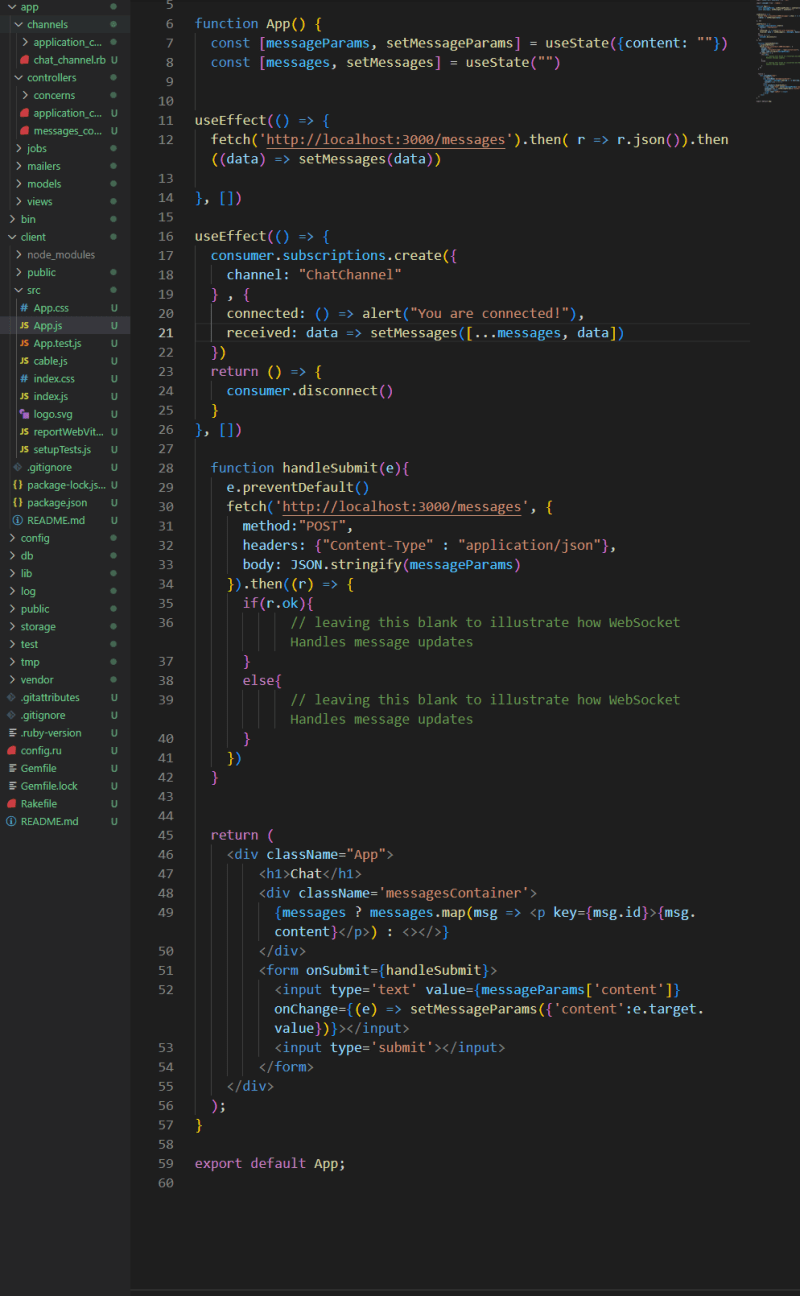 app
channels
application_c...
chat_channel.rb U
controllers
concerns
application_c... U
messages_co... U
jobs
mailers
models
views
bin
client
node_modules
public
src
# App.css U
JS App.js U
JS App.test.js U
JS cable.js U
# index.css U
JS index.js U
logo.svg U
JS reportWebVit... U
JS setupTests.js U
.gitignore U
{} package-lock.js... U
{} package.json U
README.md U
config
db
lib
log
public
storage
test
tmp
vendor
.gitattributes U
.gitignore U
.ruby-version U
config.ru U
Gemfile U
Gemfile.lock U
Rakefile U
README.md U
5
6 function App() {
7 const [messageParams, setMessageParams] = useState({content: ""})
8 const [messages, setMessages] = useState("")
9
10
11 useEffect(() => {
12 fetch('http://localhost:3000/messages').then( r => r.json()).then
((data) => setMessages(data))
13
14 }, [])
15
16 useEffect(() => {
17 consumer.subscriptions.create({
18 channel: "ChatChannel"
19 } , {
20 connected: () => alert("You are connected!"),
21 received: data => setMessages([...messages, data])
22 })
23 return () => {
24 consumer.disconnect()
25 }
26 }, [])
27
28 function handleSubmit(e){
29 e.preventDefault()
30 fetch('http://localhost:3000/messages', {
31 method:"POST",
32 headers: {"Content-Type" : "application/json"},
33 body: JSON.stringify(messageParams)
34 }).then((r) => {
35 if(r.ok){
36 // leaving this blank to illustrate how WebSocket
Handles message updates
37 }
38 else{
39 // leaving this blank to illustrate how WebSocket
Handles message updates
40 }
41 })
42 }
43
44
45 return (
46 <div className="App">
47 <h1>Chat</h1>
48 <div className='messagesContainer'>
49 {messages ? messages.map(msg => <p key={msg.id}>{msg.
content}</p>) : <></>}
50 </div>
51 <form onSubmit={handleSubmit}>
52 <input type='text' value={messageParams['content']}
onChange={(e) => setMessageParams({'content':e.target.
value})}></input>
53 <input type='submit'></input>
54 </form>
55 </div>
56 );
57 }
58
59 export default App;
60